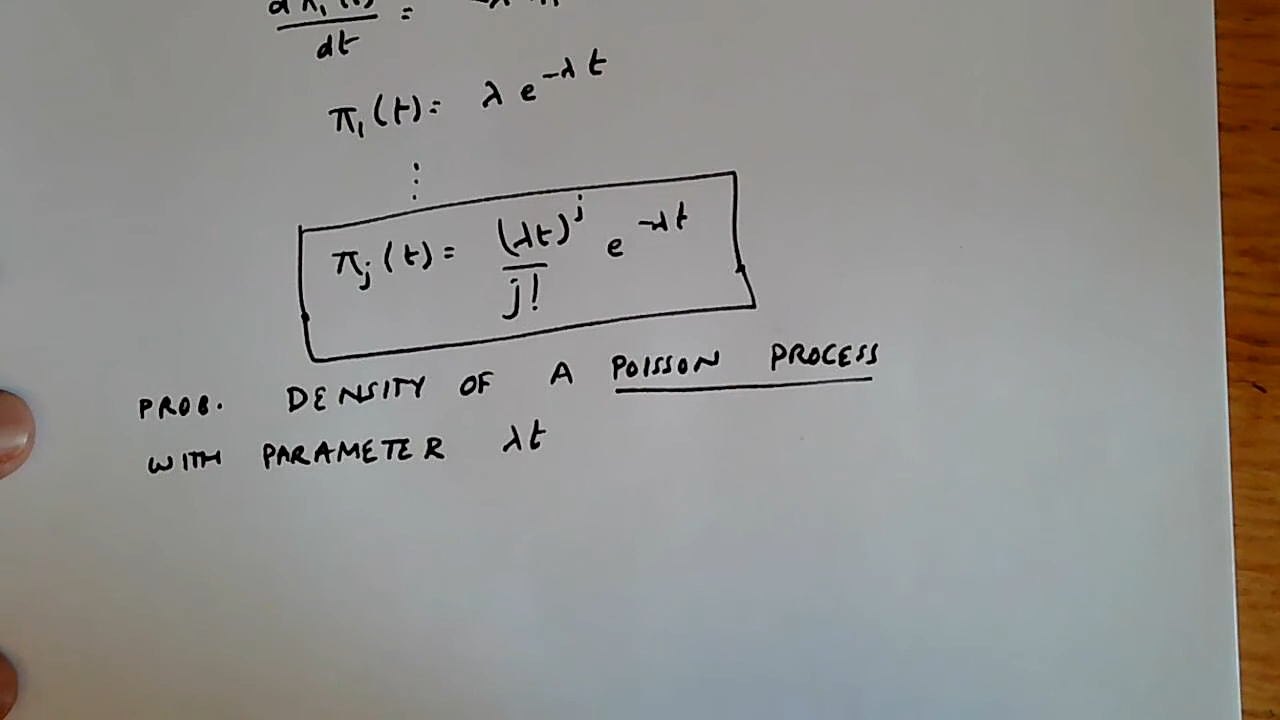 dt
π₁(t)= λ e^{-λt}
⋮
π_j(t)= (λt)^j / j! e^{-λt}
PROB. DENSITY OF A POISSON PROCESS
WITH PARAMETER λt